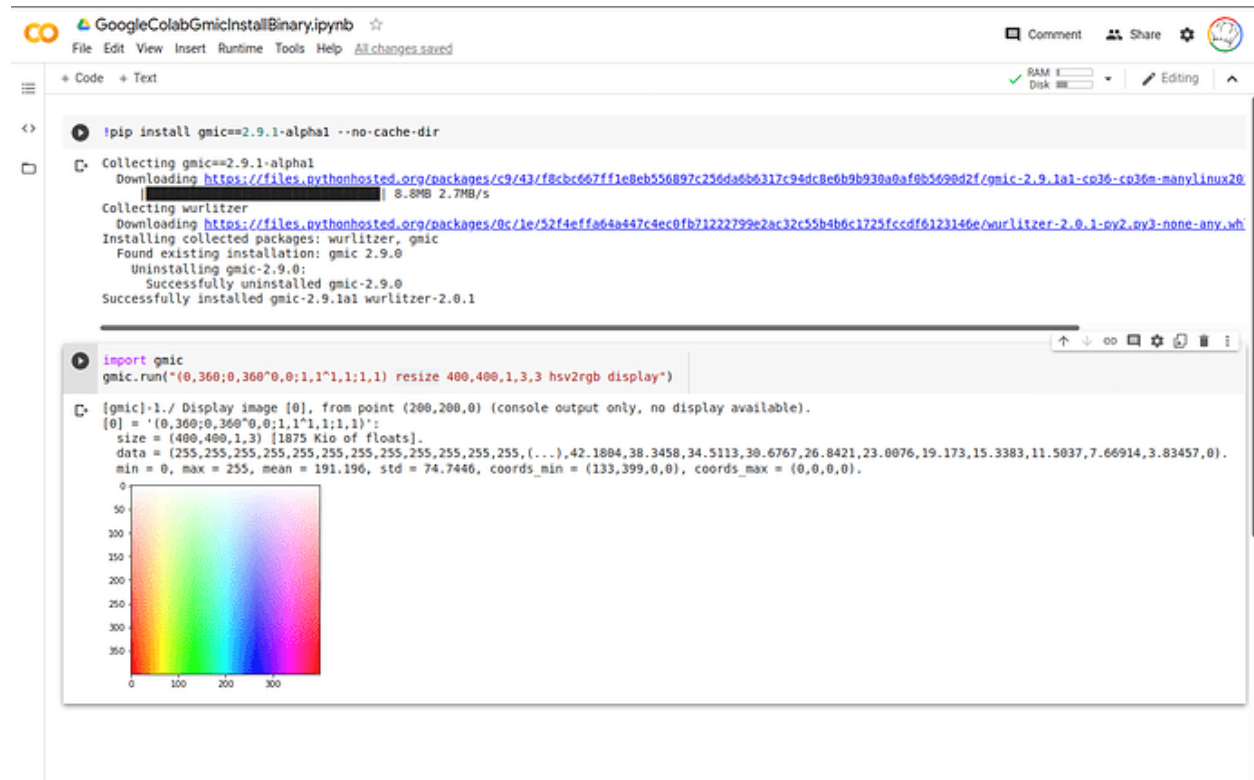 GoogleColabGmicInstallBinary.ipynb
File Edit View Insert Runtime Tools Help All changes saved
Comment Share
+ Code + Text
RAM
Disk
Editing
!pip install gmic==2.9.1-alpha1 --no-cache-dir
Collecting gmic==2.9.1-alpha1
Downloading https://files.pythonhosted.org/packages/c9/43/f8cbc667ff1e8eb556897c256da6b6317c94dc8e6b9b930a0af0b5690d2f/gmic-2.9.1a1-cp36-cp36m-manylinux20
8.8MB 2.7MB/s
Collecting wurlitzer
Downloading https://files.pythonhosted.org/packages/0c/1e/52f4effa64a447c4ec0fb71222799e2ac32c55b4b6c1725fccdf6123146e/wurlitzer-2.0.1-py2.py3-none-any.wh
Installing collected packages: wurlitzer, gmic
Found existing installation: gmic 2.9.0
Uninstalling gmic-2.9.0:
Successfully uninstalled gmic-2.9.0
Successfully installed gmic-2.9.1a1 wurlitzer-2.0.1
import gmic
gmic.run("(0,360;0,360^0,0;1,1^1,1;1,1) resize 400,400,1,3,3 hsv2rgb display")
[gmic]-1./ Display image [0], from point (200,200,0) (console output only, no display available).
[0] = '(0,360;0,360^0,0;1,1^1,1;1,1)':
size = (400,400,1,3) [1875 Kio of floats].
data = (255,255,255,255,255,255,255,255,255,255,255,255,(...),42.1804,38.3458,34.5113,30.6767,26.8421,23.0076,19.173,15.3383,11.5037,7.66914,3.83457,0).
min = 0, max = 255, mean = 191.196, std = 74.7446, coords_min = (133,399,0,0), coords_max = (0,0,0,0).
0
50
100
150
200
250
300
350
0 100 200 300